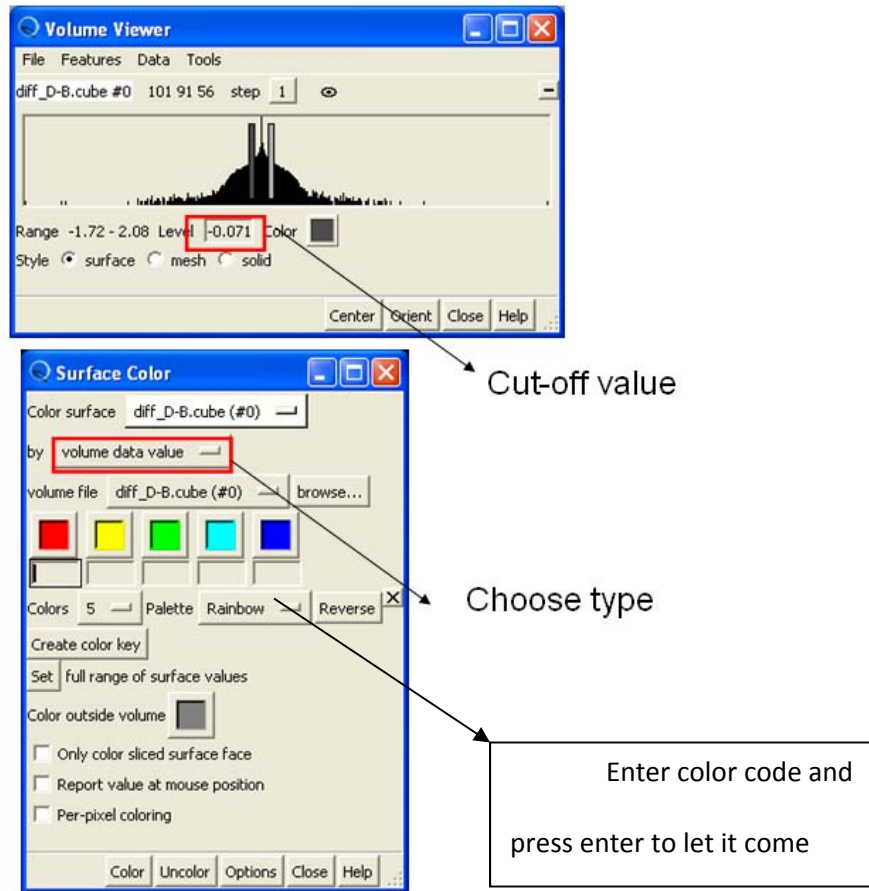 Volume Viewer
File Features Data Tools
diff_D-B.cube #0 101 91 56 step 1
Range -1.72 - 2.08 Level -0.071 Color
Style surface mesh solid
Center Orient Close Help
Cut-off value
Surface Color
Color surface diff_D-B.cube (#0)
by volume data value
volume file diff_D-B.cube (#0) browse...
Colors 5 Palette Rainbow Reverse
Choose type
Create color key
Set full range of surface values
Color outside volume
Only color sliced surface face
Report value at mouse position
Per-pixel coloring
Color Uncolor Options Close Help
Enter color code and
press enter to let it come